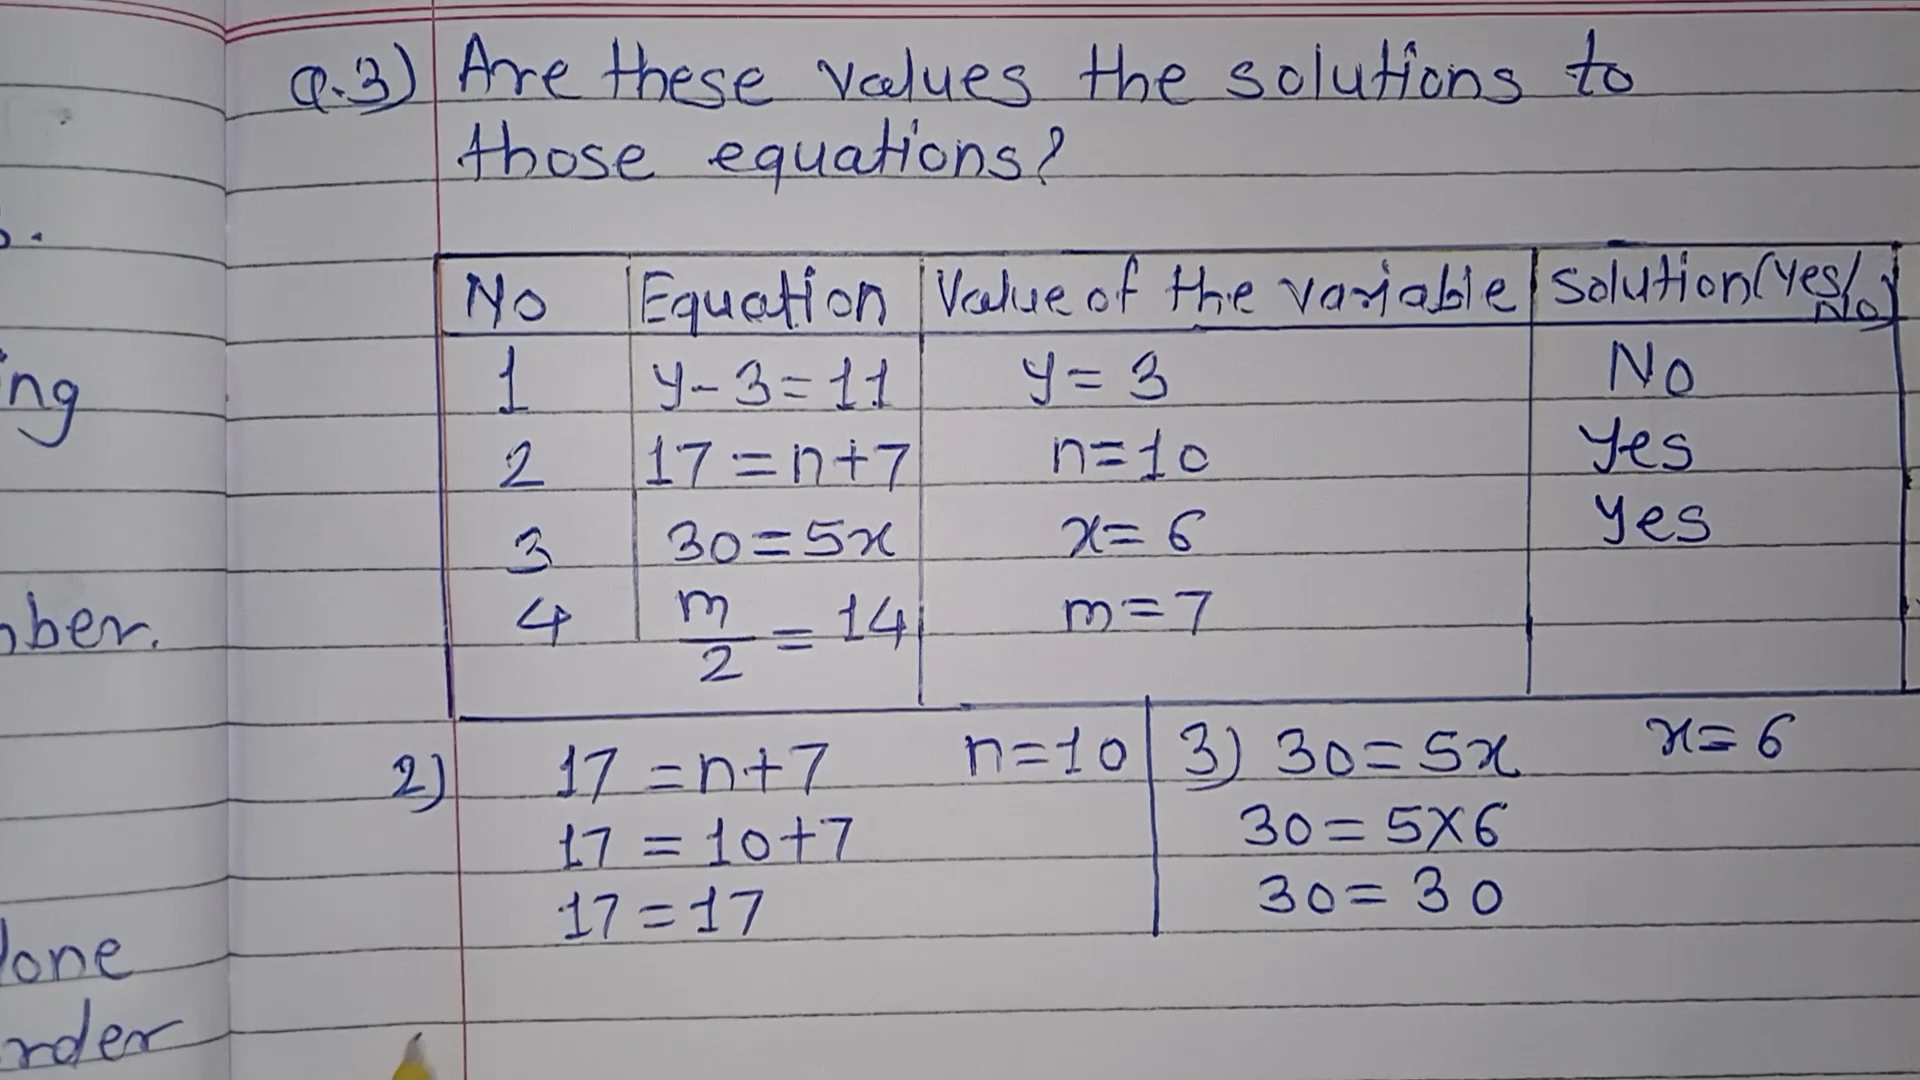 Q.3) Are these values the solutions to
those equations?
No Equation Value of the variable Solution(Yes/No)
1 y-3=11 y=3 No
2 17=n+7 n=10 Yes
3 30=5x x=6 Yes
4 m/2=14 m=7
2) 17=n+7 n=10
17=10+7
17=17
3) 30=5x x=6
30=5×6
30=30
ng
ber.
one
rder